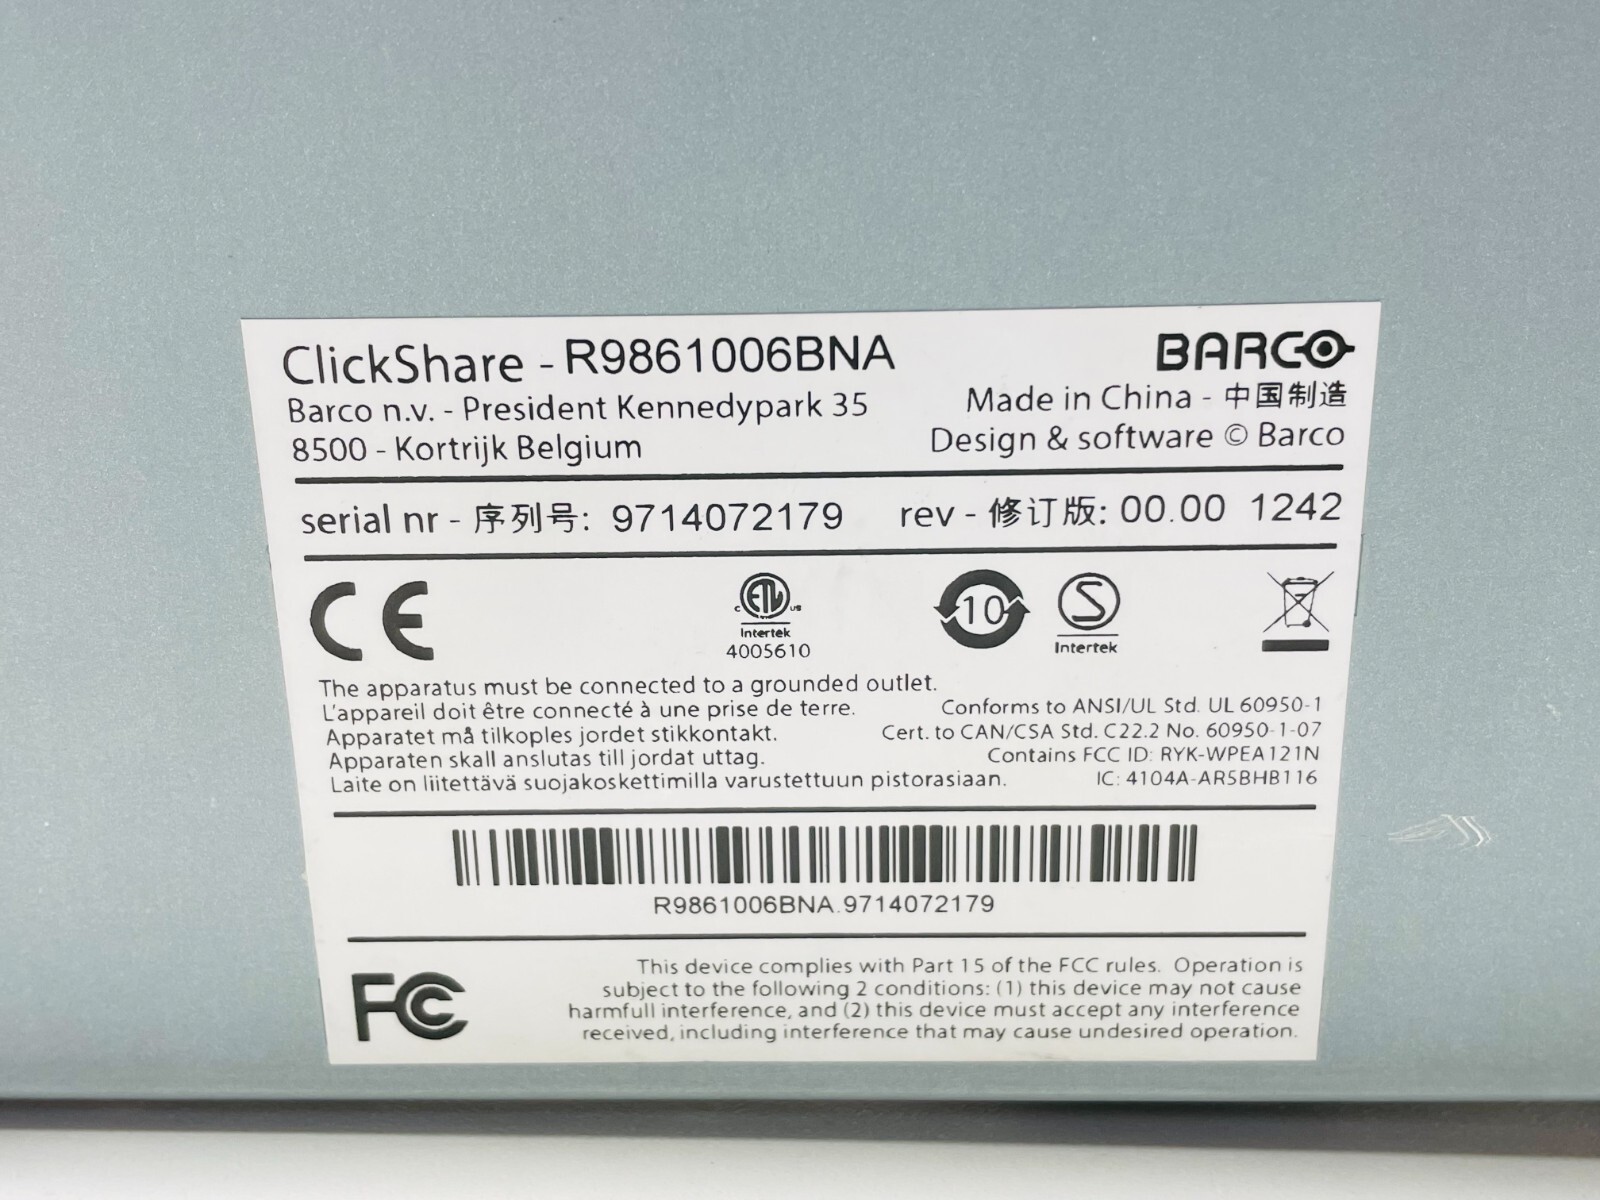 ClickShare - R9861006BNA
Barco n.v. - President Kennedypark 35
8500 - Kortrijk Belgium
BARCO
Made in China - 中国制造
Design & software © Barco
serial nr - 序列号: 9714072179 rev - 修订版: 00.00 1242
CE
C ETL US
Intertek
4005610
10
S
Intertek
The apparatus must be connected to a grounded outlet.
L'appareil doit être connecté à une prise de terre.
Apparatet må tilkoples jordet stikkontakt.
Apparaten skall anslutas till jordat uttag.
Laite on liitettävä suojakoskettimilla varustettuun pistorasiaan.
Conforms to ANSI/UL Std. UL 60950-1
Cert. to CAN/CSA Std. C22.2 No. 60950-1-07
Contains FCC ID: RYK-WPEA121N
IC: 4104A-AR5BHB116
R9861006BNA.9714072179
FC
This device complies with Part 15 of the FCC rules. Operation is
subject to the following 2 conditions: (1) this device may not cause
harmfull interference, and (2) this device must accept any interference
received, including interference that may cause undesired operation.